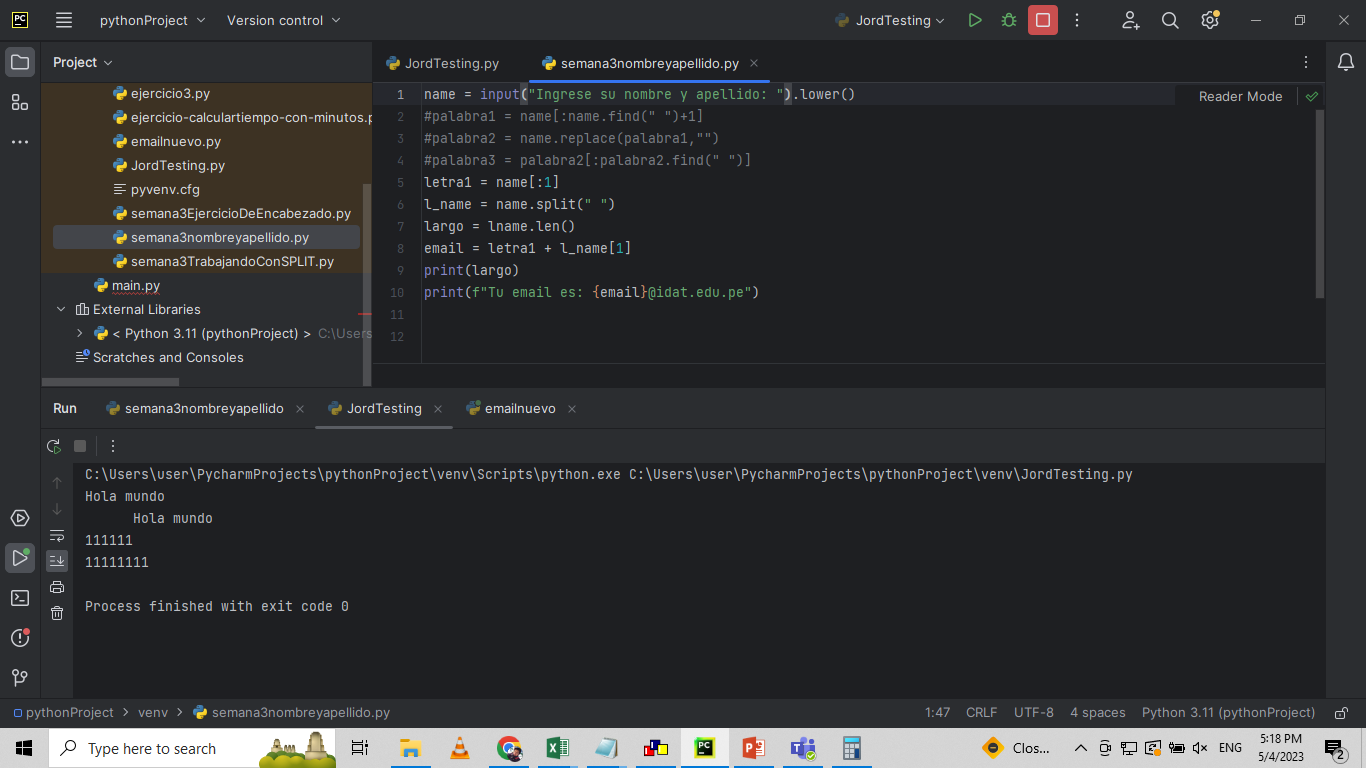 PC pythonProject Version control JordTesting
Project
JordTesting.py semana3nombreyapellido.py
ejercicio3.py
ejercicio-calculartiempo-con-minutos.p
emailnuevo.py
JordTesting.py
pyvenv.cfg
semana3EjercicioDeEncabezado.py
semana3nombreyapellido.py
semana3TrabajandoConSPLIT.py
main.py
External Libraries
< Python 3.11 (pythonProject) > C:\Users
Scratches and Consoles
Reader Mode
1 name = input("Ingrese su nombre y apellido: ").lower()
2 #palabra1 = name[:name.find(" ")+1]
3 #palabra2 = name.replace(palabra1,"")
4 #palabra3 = palabra2[:palabra2.find(" ")]
5 letra1 = name[:1]
6 l_name = name.split(" ")
7 largo = lname.len()
8 email = letra1 + l_name[1]
9 print(largo)
10 print(f"Tu email es: {email}@idat.edu.pe")
11
12
Run semana3nombreyapellido JordTesting emailnuevo
C:\Users\user\PycharmProjects\pythonProject\venv\Scripts\python.exe C:\Users\user\PycharmProjects\pythonProject\venv\JordTesting.py
Hola mundo
      Hola mundo
111111
11111111
Process finished with exit code 0
pythonProject > venv > semana3nombreyapellido.py 1:47 CRLF UTF-8 4 spaces Python 3.11 (pythonProject)
Type here to search PC Clos... ENG 5:18 PM
5/4/2023 2